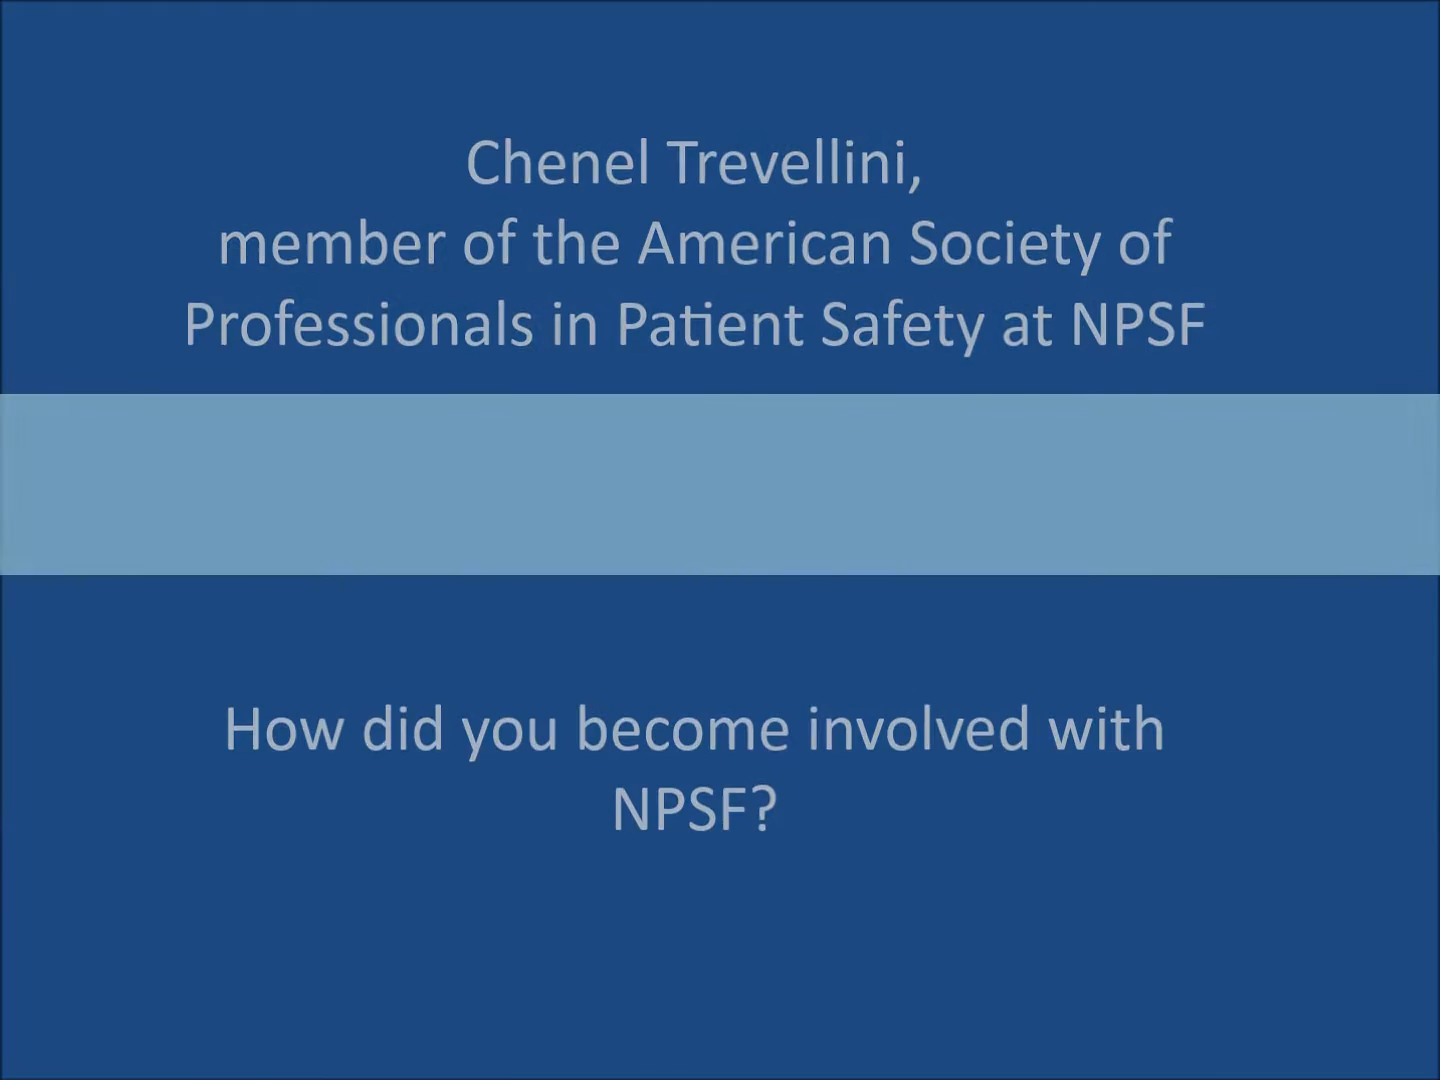 Chenel Trevellini,
member of the American Society of
Professionals in Patient Safety at NPSF
How did you become involved with
NPSF?